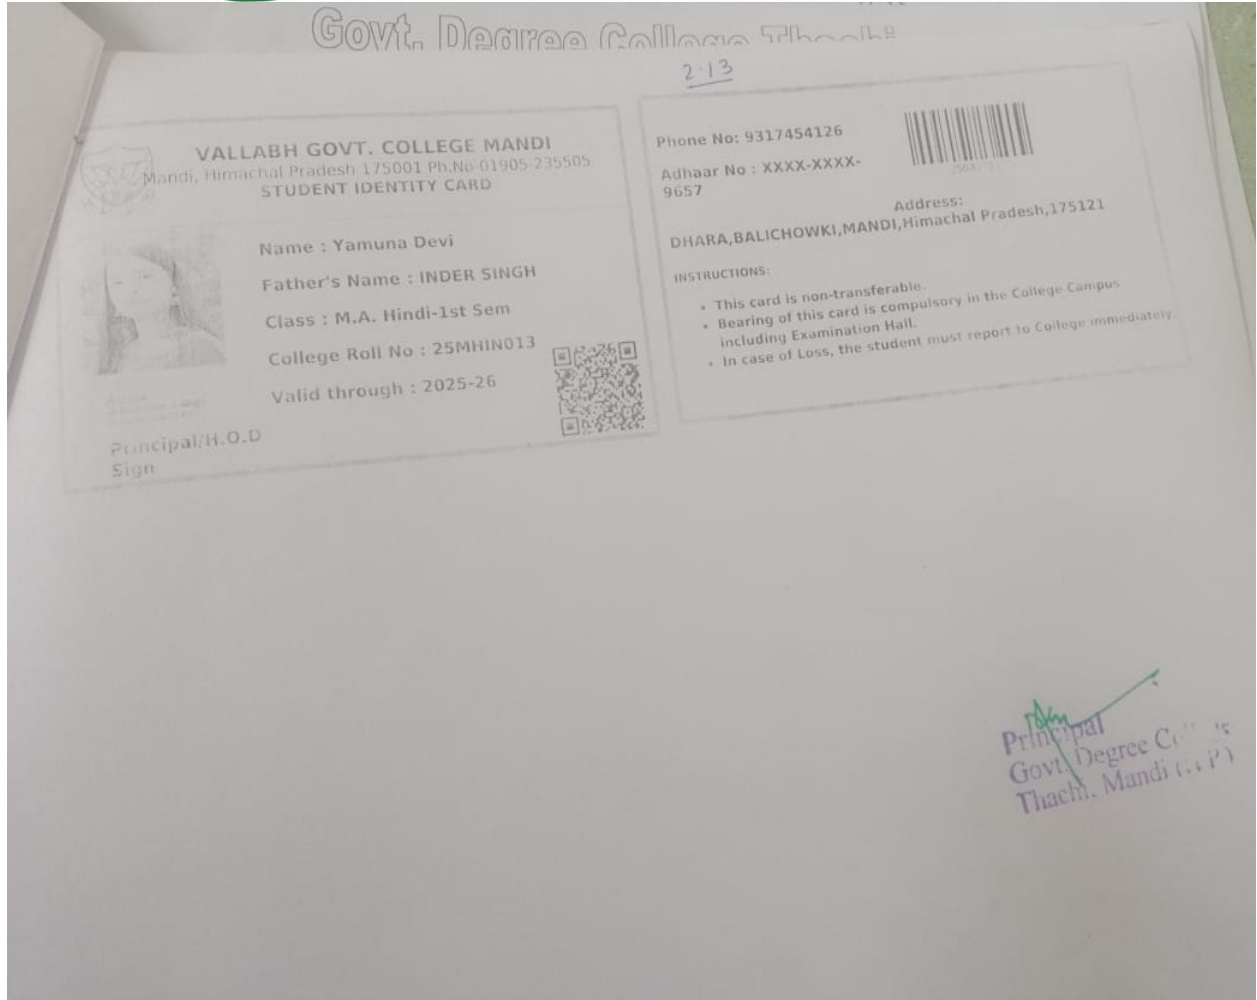 Govt. Degree College Thachi
2.13
VALLABH GOVT. COLLEGE MANDI
Mandi, Himachal Pradesh 175001 Ph.No-01905-235505
STUDENT IDENTITY CARD
Name : Yamuna Devi
Father's Name : INDER SINGH
Class : M.A. Hindi-1st Sem
College Roll No : 25MHIN013
Valid through : 2025-26
Principal/H.O.D
Sign
Phone No: 9317454126
Adhaar No : XXXX-XXXX-
9657
Address:
DHARA,BALICHOWKI,MANDI,Himachal Pradesh,175121
INSTRUCTIONS:
• This card is non-transferable.
• Bearing of this card is compulsory in the College Campus
including Examination Hall.
• In case of Loss, the student must report to College immediately.
Principal
Govt. Degree
Thachi. Mandi